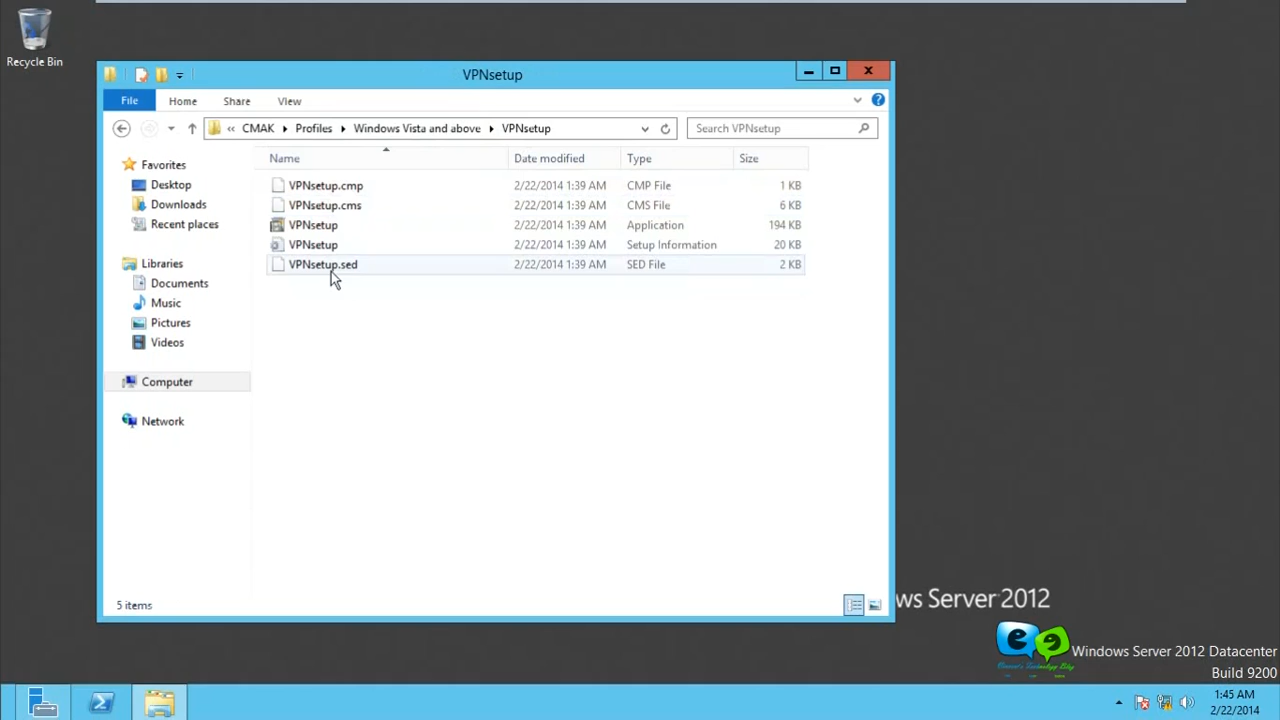 Recycle Bin
VPNsetup
File Home Share View
« CMAK Profiles Windows Vista and above VPNsetup
Search VPNsetup
Name Date modified Type Size
VPNsetup.cmp 2/22/2014 1:39 AM CMP File 1 KB
VPNsetup.cms 2/22/2014 1:39 AM CMS File 6 KB
VPNsetup 2/22/2014 1:39 AM Application 194 KB
VPNsetup 2/22/2014 1:39 AM Setup Information 20 KB
VPNsetup.sed 2/22/2014 1:39 AM SED File 2 KB
Favorites
Desktop
Downloads
Recent places
Libraries
Documents
Music
Pictures
Videos
Computer
Network
5 items
ws Server 2012
Windows Server 2012 Datacenter
Build 9200
1:45 AM
2/22/2014